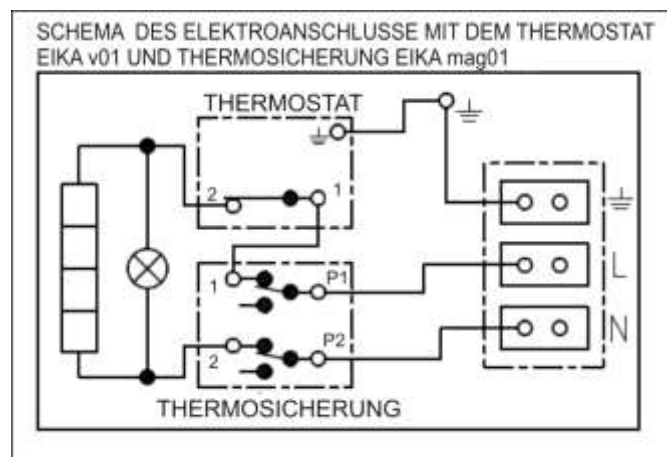 SCHEMA DES ELEKTROANSCHLUSSE MIT DEM THERMOSTAT
EIKA v01 UND THERMOSICHERUNG EIKA mag01
THERMOSTAT
2
1
1
P1
L
2
P2
N
THERMOSICHERUNG